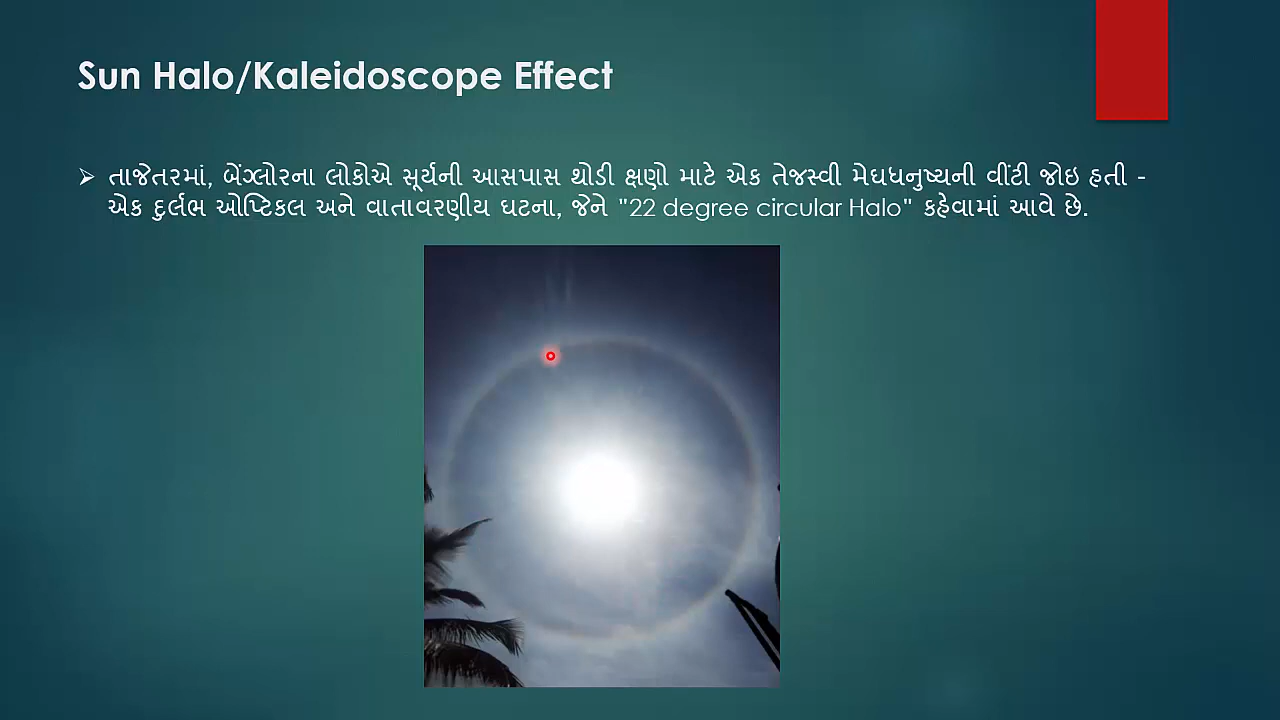 Sun Halo/Kaleidoscope Effect
➢ તાજેતરમાં, બેંગ્લોરના લોકોએ સૂર્યની આસપાસ થોડી ક્ષણો માટે એક તેજસ્વી મેઘધનુષ્યની વીંટી જોઇ હતી -
એક દુર્લભ ઓપ્ટિકલ અને વાતાવરણીય ઘટના, જેને "22 degree circular Halo" કહેવામાં આવે છે.